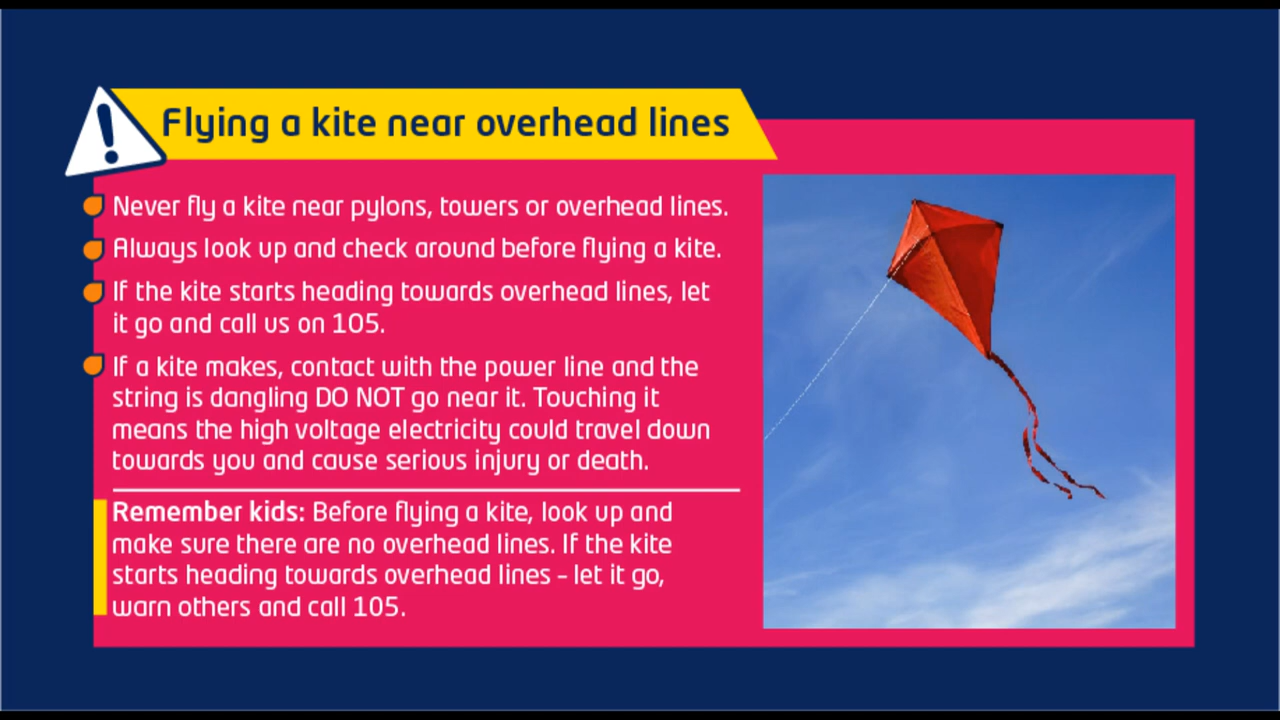 Flying a kite near overhead lines
Never fly a kite near pylons, towers or overhead lines.
Always look up and check around before flying a kite.
If the kite starts heading towards overhead lines, let
it go and call us on 105.
If a kite makes, contact with the power line and the
string is dangling DO NOT go near it. Touching it
means the high voltage electricity could travel down
towards you and cause serious injury or death.
Remember kids: Before flying a kite, look up and
make sure there are no overhead lines. If the kite
starts heading towards overhead lines – let it go,
warn others and call 105.